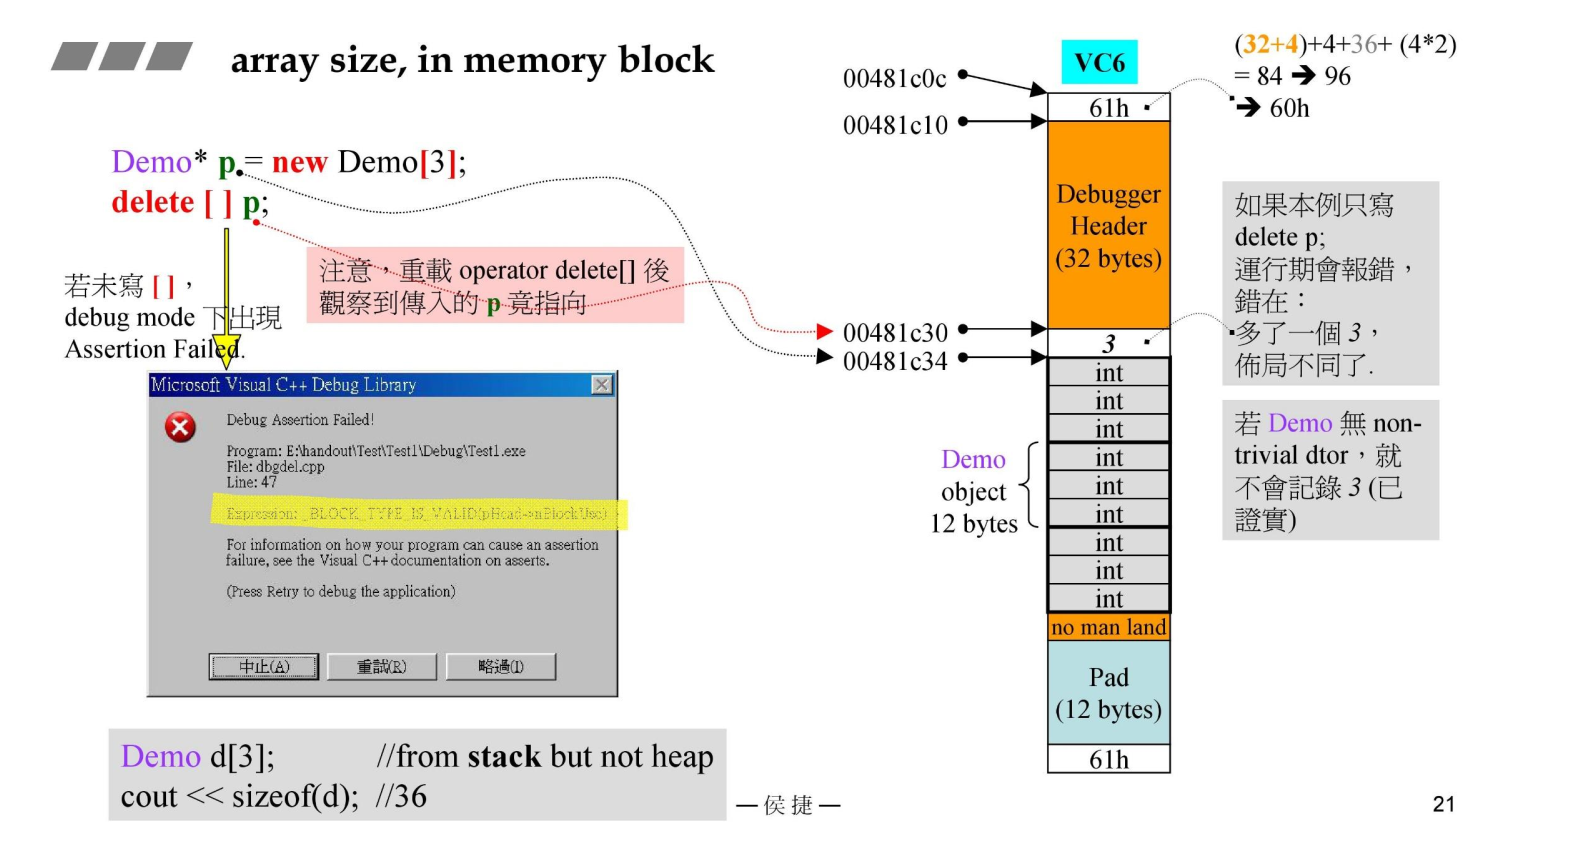 array size, in memory block
Demo* p = new Demo[3];
delete [ ] p;
若未寫 [ ]，
debug mode 下出現
Assertion Failed.
注意，重載 operator delete[] 後
觀察到傳入的 p 竟指向
Microsoft Visual C++ Debug Library
Debug Assertion Failed!
Program: E:\handout\Test\Test1\Debug\Test1.exe
File: dbgdel.cpp
Line: 47
Expression: _BLOCK_TYPE_IS_VALID(pHead->nBlockUse)
For information on how your program can cause an assertion
failure, see the Visual C++ documentation on asserts.
(Press Retry to debug the application)
中止(A)
重試(R)
略過(I)
Demo d[3]; //from stack but not heap
cout << sizeof(d); //36
VC6
00481c0c
00481c10
00481c30
00481c34
61h
Debugger
Header
(32 bytes)
3
int
int
int
int
int
int
int
int
int
no man land
Pad
(12 bytes)
61h
Demo
object
12 bytes
(32+4)+4+36+ (4*2)
= 84 ➔ 96
➔ 60h
如果本例只寫
delete p;
運行期會報錯，
錯在：
多了一個 3，
佈局不同了.
若 Demo 無 non-
trivial dtor，就
不會記錄 3 (已
證實)
—侯捷—
21